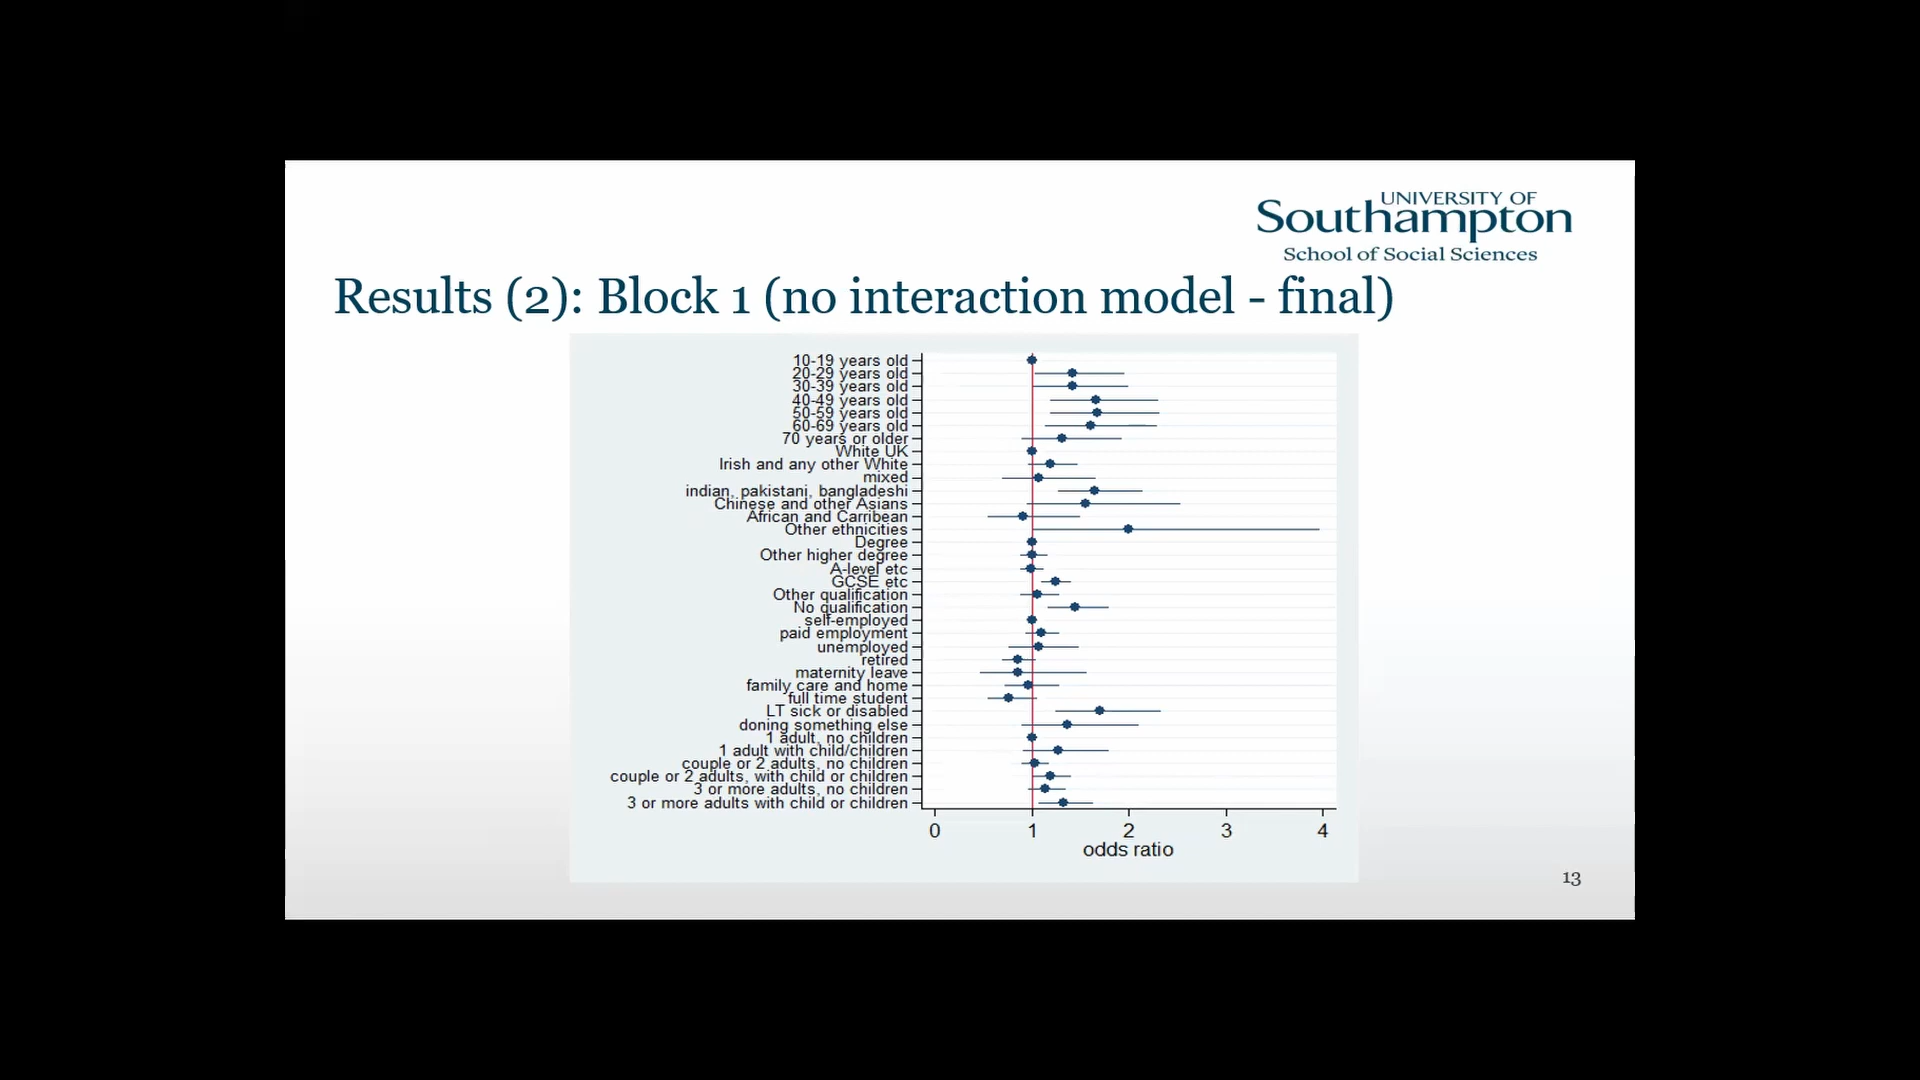 UNIVERSITY OF
Southampton
School of Social Sciences
Results (2): Block 1 (no interaction model - final)
10-19 years old
20-29 years old
30-39 years old
40-49 years old
50-59 years old
60-69 years old
70 years or older
White UK
Irish and any other White
mixed
indian, pakistani, bangladeshi
Chinese and other Asians
African and Carribean
Other ethnicities
Degree
Other higher degree
A-level etc
GCSE etc
Other qualification
No qualification
self-employed
paid employment
unemployed
retired
maternity leave
family care and home
full time student
LT sick or disabled
doning something else
1 adult, no children
1 adult with child/children
couple or 2 adults, no children
couple or 2 adults, with child or children
3 or more adults, no children
3 or more adults with child or children
0 1 2 3 4
odds ratio
13